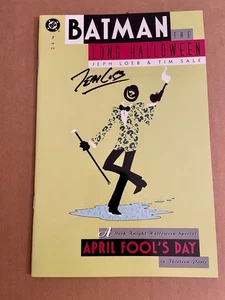 DC
BATMAN
THE
LONG HALLOWEEN
JEPH LOEB & TIM SALE
A Dark Knight Halloween Special
APRIL FOOL'S DAY
in Thirteen Parts